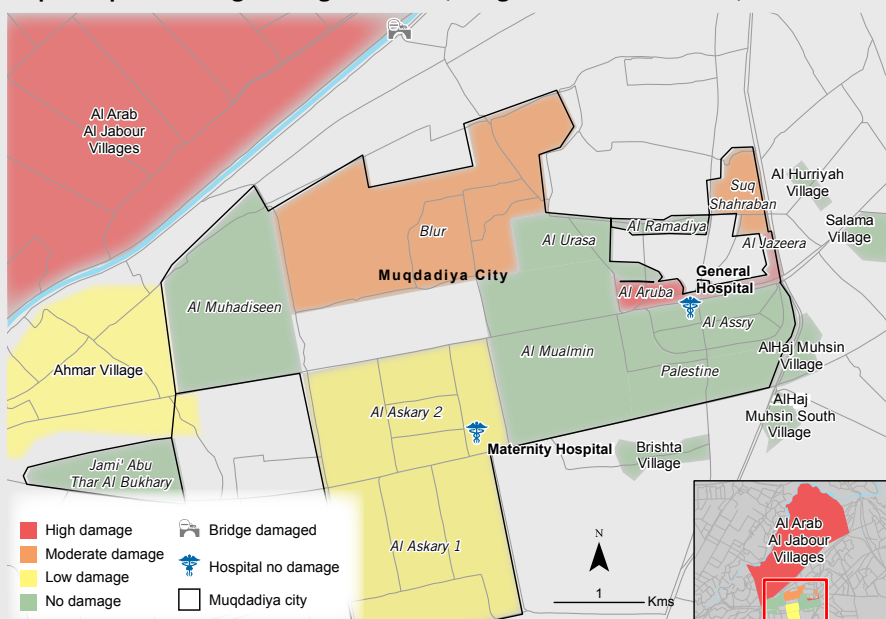 Al Arab
Al Jabour
Villages
Al Hurriyah
Village
Suq
Shahraban
Salama
Village
Al Ramadiya
Blur
Al Urasa
Al Jazeera
Muqdadiya City
General
Hospital
Al Muhadiseen
Al Aruba
Al Assry
Al Mualmin
AlHaj Muhsin
Village
Ahmar Village
Palestine
AlHaj
Muhsin South
Village
Al Askary 2
Maternity Hospital
Brishta
Village
Jami' Abu
Thar Al Bukhary
Al Askary 1
High damage
Moderate damage
Low damage
No damage
Bridge damaged
Hospital no damage
Muqdadiya city
N
1
Kms
Al Arab
Al Jabour
Villages